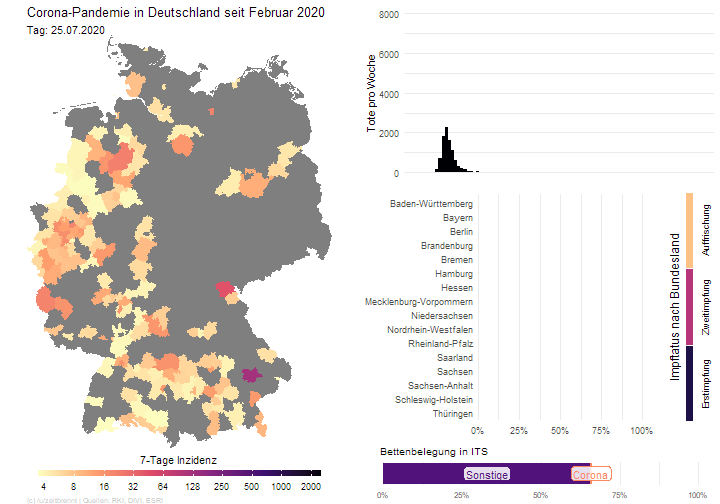 Corona-Pandemie in Deutschland seit Februar 2020
Tag: 25.07.2020
7-Tage Inzidenz
4 8 16 32 64 128 250 500 1000 2000
(c) /u/zeitbremt | Quellen: RKI, DIVI, ESRI
Tote pro Woche
8000
6000
4000
2000
0
Impfstatus nach Bundesland
Baden-Württemberg
Bayern
Berlin
Brandenburg
Bremen
Hamburg
Hessen
Mecklenburg-Vorpommern
Niedersachsen
Nordrhein-Westfalen
Rheinland-Pfalz
Saarland
Sachsen
Sachsen-Anhalt
Schleswig-Holstein
Thüringen
0% 25% 50% 75% 100%
Auffrischung
Zweitimpfung
Erstimpfung
Bettenbelegung in ITS
Sonstige Corona
0% 25% 50% 75% 100%